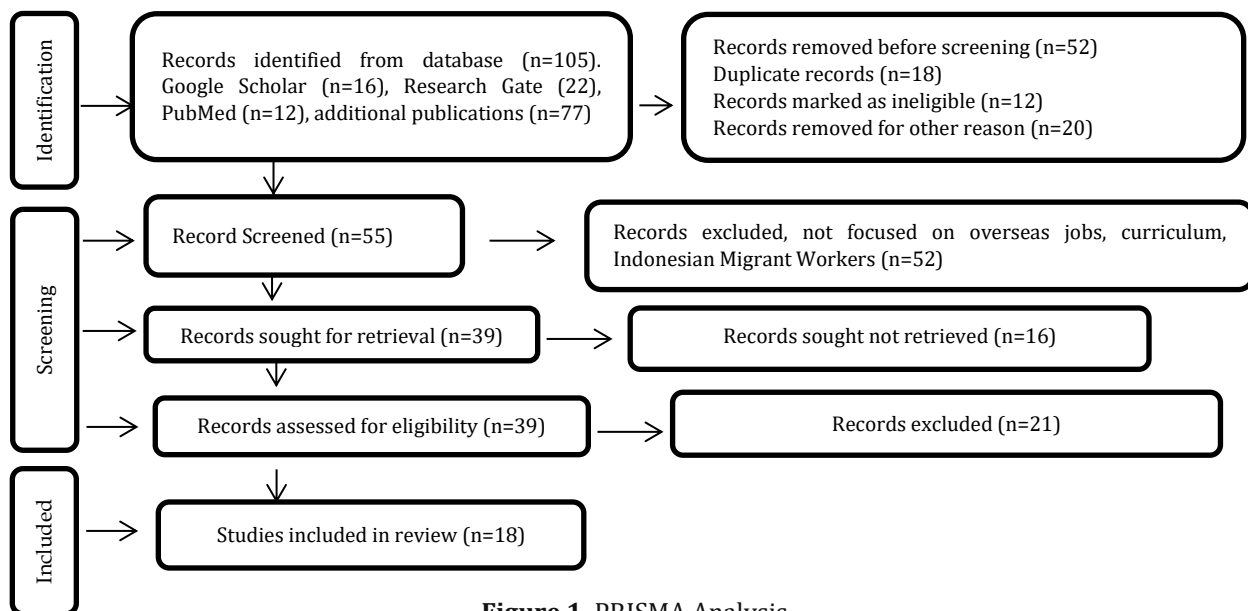 Identification
Records identified from database (n=105).
Google Scholar (n=16), Research Gate (22),
PubMed (n=12), additional publications (n=77)
Records removed before screening (n=52)
Duplicate records (n=18)
Records marked as ineligible (n=12)
Records removed for other reason (n=20)
Screening
Record Screened (n=55)
Records excluded, not focused on overseas jobs, curriculum,
Indonesian Migrant Workers (n=52)
Records sought for retrieval (n=39)
Records sought not retrieved (n=16)
Records assessed for eligibility (n=39)
Records excluded (n=21)
Included
Studies included in review (n=18)
Figure 1. PRISMA Analysis